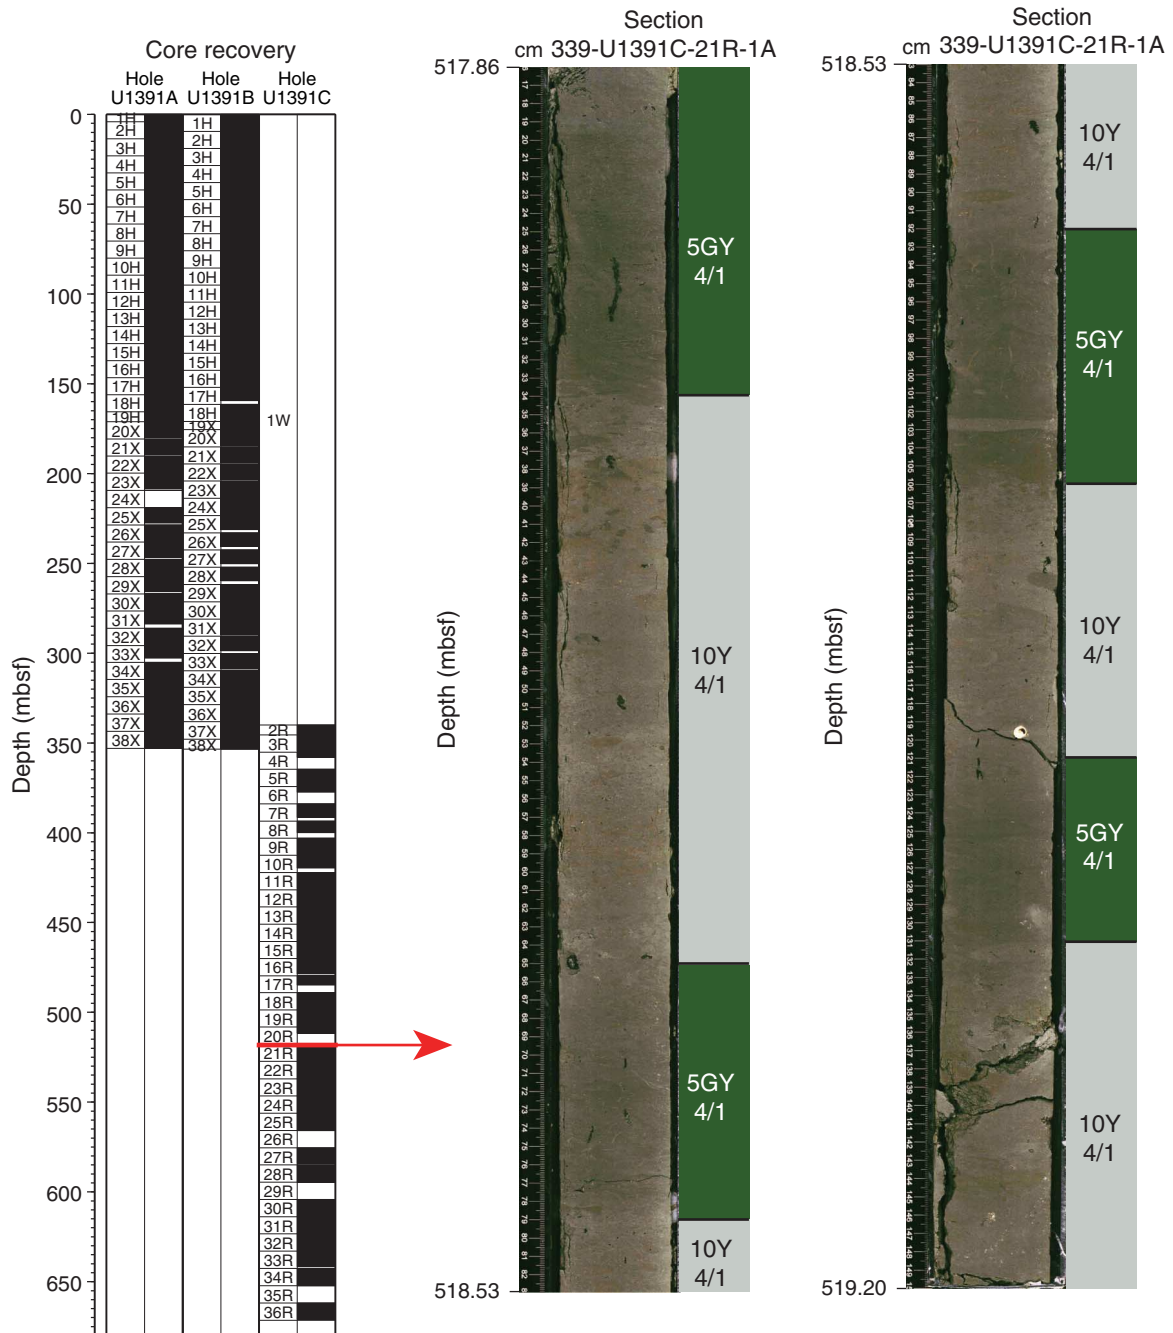 Core recovery
Hole U1391A
Hole U1391B
Hole U1391C
Depth (mbsf)
0
50
100
150
200
250
300
350
400
450
500
550
600
650
1H
2H
3H
4H
5H
6H
7H
8H
9H
10H
11H
12H
13H
14H
15H
16H
17H
18H
19H
20X
21X
22X
23X
24X
25X
26X
27X
28X
29X
30X
31X
32X
33X
34X
35X
36X
37X
38X
1H
2H
3H
4H
5H
6H
7H
8H
9H
10H
11H
12H
13H
14H
15H
16H
17H
18H
19X
20X
21X
22X
23X
24X
25X
26X
27X
28X
29X
30X
31X
32X
33X
34X
35X
36X
37X
38X
1W
2R
3R
4R
5R
6R
7R
8R
9R
10R
11R
12R
13R
14R
15R
16R
17R
18R
19R
20R
21R
22R
23R
24R
25R
26R
27R
28R
29R
30R
31R
32R
33R
34R
35R
36R
Section
cm 339-U1391C-21R-1A
517.86
Depth (mbsf)
518.53
5GY
4/1
10Y
4/1
5GY
4/1
10Y
4/1
Section
cm 339-U1391C-21R-1A
518.53
Depth (mbsf)
519.20
10Y
4/1
5GY
4/1
10Y
4/1
5GY
4/1
10Y
4/1